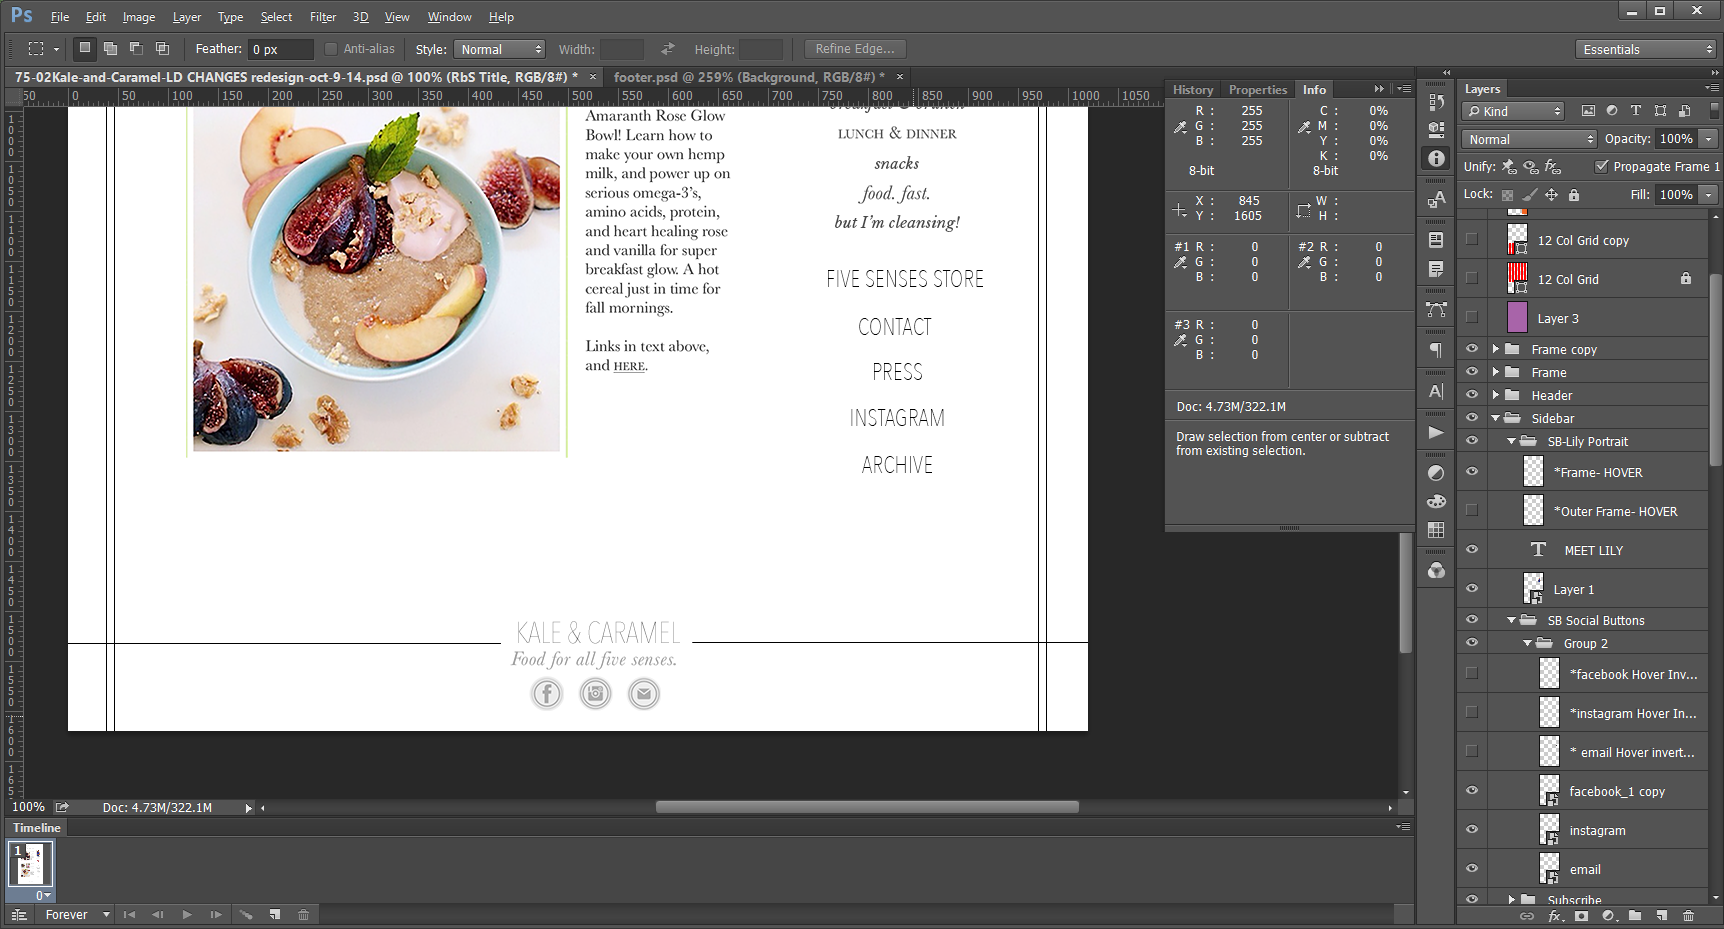 Ps File Edit Image Layer Type Select Filter 3D View Window Help
Feather: 0 px Anti-alias Style: Normal Width: Height: Refine Edge... Essentials
75-02Kale-and-Caramel-LD CHANGES redesign-oct-9-14.psd @ 100% (RbS Title, RGB/8#) * × footer.psd @ 259% (Background, RGB/8#) * ×
50 0 50 100 150 200 250 300 350 400 450 500 550 600 650 700 750 800 850 900 950 1000 1050
Amaranth Rose Glow
Bowl! Learn how to
make your own hemp
milk, and power up on
serious omega-3's,
amino acids, protein,
and heart healing rose
and vanilla for super
breakfast glow. A hot
cereal just in time for
fall mornings.
Links in text above,
and HERE.
breakfast & brunch
LUNCH & DINNER
snacks
food. fast.
but I'm cleansing!
FIVE SENSES STORE
CONTACT
PRESS
INSTAGRAM
ARCHIVE
KALE & CARAMEL
Food for all five senses.
History Properties Info
R : 255 C : 0%
G : 255 M : 0%
B : 255 Y : 0%
K : 0%
8-bit 8-bit
X : 845 W :
Y : 1605 H :
#1 R : 0 #2 R : 0
G : 0 G : 0
B : 0 B : 0
#3 R : 0
G : 0
B : 0
Doc: 4.73M/322.1M
Draw selection from center or subtract
from existing selection.
Layers
Kind
Normal Opacity: 100%
Unify: Propagate Frame 1
Lock: Fill: 100%
12 Col Grid copy
12 Col Grid
Layer 3
Frame copy
Frame
Header
Sidebar
SB-Lily Portrait
*Frame- HOVER
*Outer Frame- HOVER
T MEET LILY
Layer 1
SB Social Buttons
Group 2
*facebook Hover Inv...
*instagram Hover In...
* email Hover invert...
facebook_1 copy
instagram
email
Subscribe
fx
100% Doc: 4.73M/322.1M
Timeline
1
0
Forever